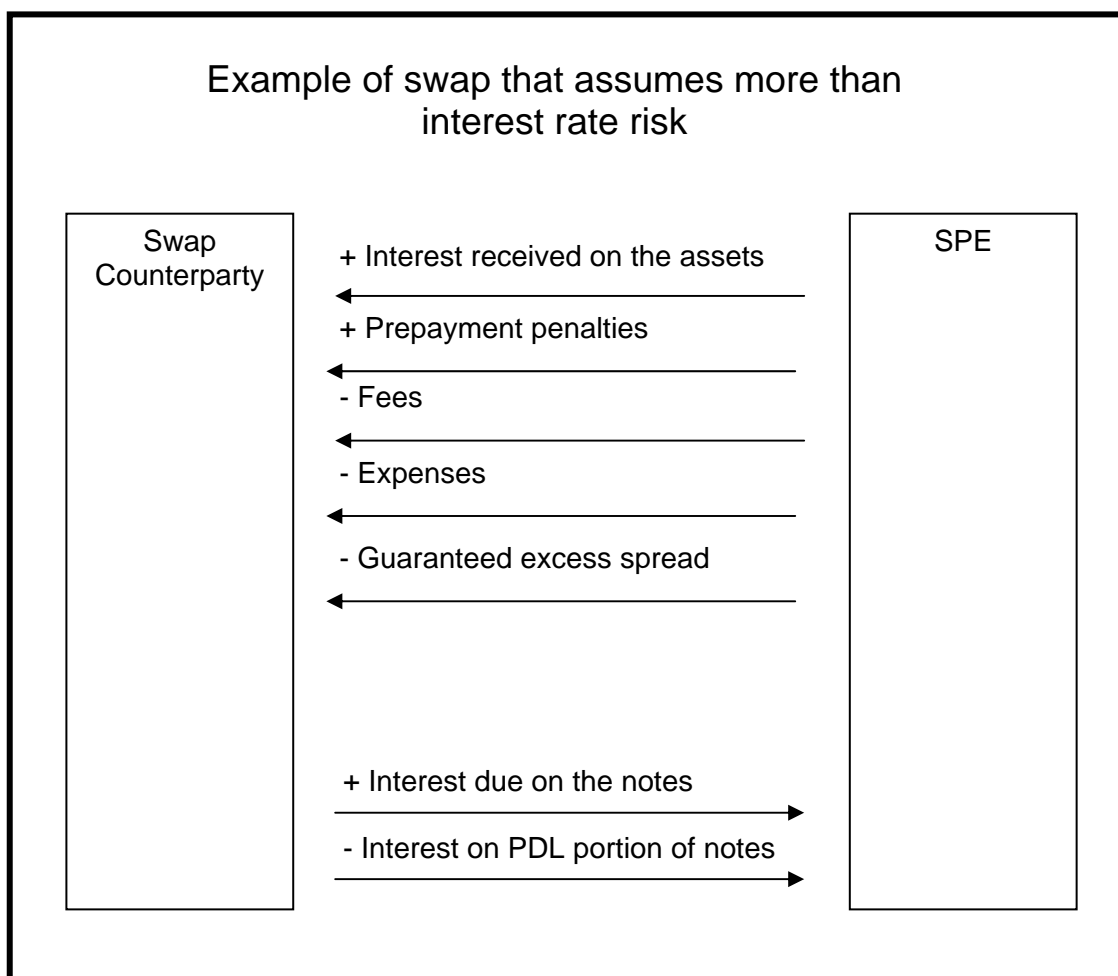 Example of swap that assumes more than
interest rate risk
Swap
Counterparty
SPE
+ Interest received on the assets
+ Prepayment penalties
- Fees
- Expenses
- Guaranteed excess spread
+ Interest due on the notes
- Interest on PDL portion of notes